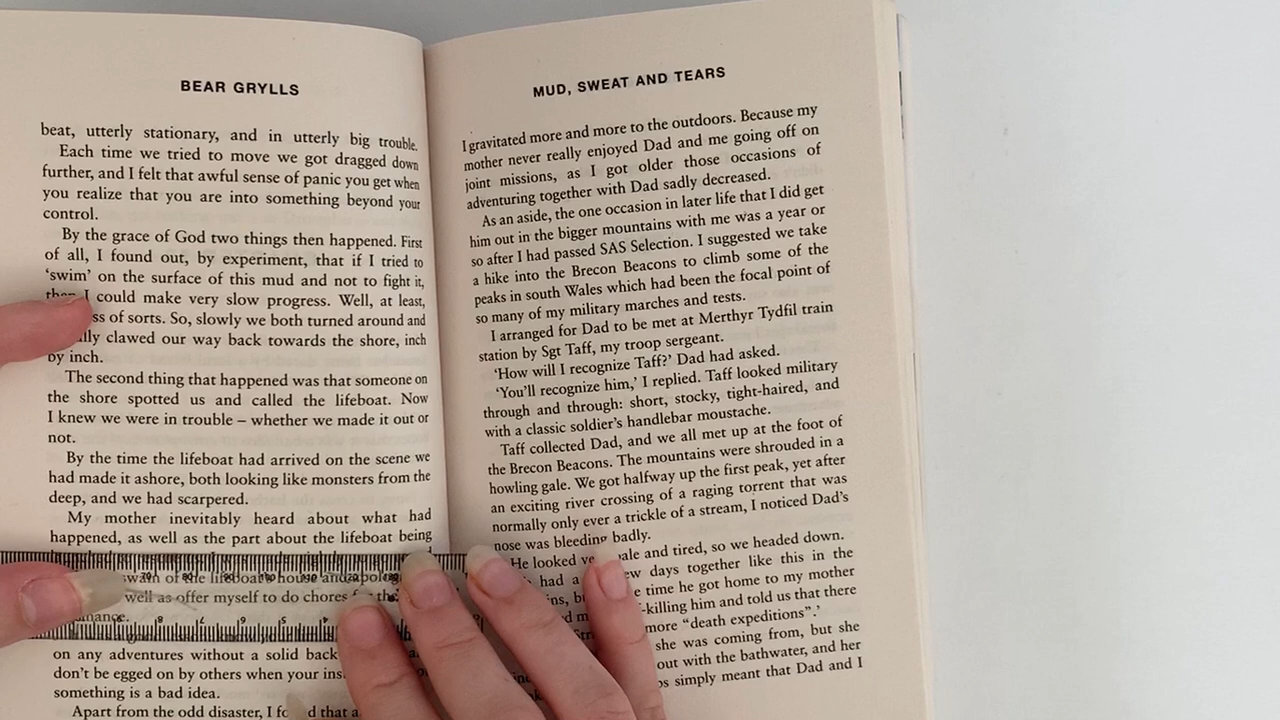 BEAR GRYLLS
beat, utterly stationary, and in utterly big trouble.
Each time we tried to move we got dragged down
further, and I felt that awful sense of panic you get when
you realize that you are into something beyond your
control.
By the grace of God two things then happened. First
of all, I found out, by experiment, that if I tried to
‘swim’ on the surface of this mud and not to fight it,
then I could make very slow progress. Well, at least,
of sorts. So, slowly we both turned around and
clawed our way back towards the shore, inch
by inch.
The second thing that happened was that someone on
the shore spotted us and called the lifeboat. Now
I knew we were in trouble – whether we made it out or
not.
By the time the lifeboat had arrived on the scene we
had made it ashore, both looking like monsters from the
deep, and we had scarpered.
My mother inevitably heard about what had
happened, as well as the part about the lifeboat being
of the lifeboat's house and
well as offer myself to do chores
on any adventures without a solid
don't be egged on by others when your
something is a bad idea.
Apart from the odd disaster, I that
MUD, SWEAT AND TEARS
I gravitated more and more to the outdoors. Because my
mother never really enjoyed Dad and me going off on
joint missions, as I got older those occasions of
adventuring together with Dad sadly decreased.
As an aside, the one occasion in later life that I did get
him out in the bigger mountains with me was a year or
so after I had passed SAS Selection. I suggested we take
a hike into the Brecon Beacons to climb some of the
peaks in south Wales which had been the focal point of
so many of my military marches and tests.
I arranged for Dad to be met at Merthyr Tydfil train
station by Sgt Taff, my troop sergeant.
‘How will I recognize Taff?’ Dad had asked.
‘You’ll recognize him,’ I replied. Taff looked military
through and through: short, stocky, tight-haired, and
with a classic soldier’s handlebar moustache.
Taff collected Dad, and we all met up at the foot of
the Brecon Beacons. The mountains were shrouded in a
howling gale. We got halfway up the first peak, yet after
an exciting river crossing of a raging torrent that was
normally only ever a trickle of a stream, I noticed Dad’s
nose was bleeding badly.
He looked pale and tired, so we headed down.
had a few days together like this in the
time he got home to my mother
-killing him and told us that there
more “death expeditions”.’
she was coming from, but she
out with the bathwater, and her
simply meant that Dad and I